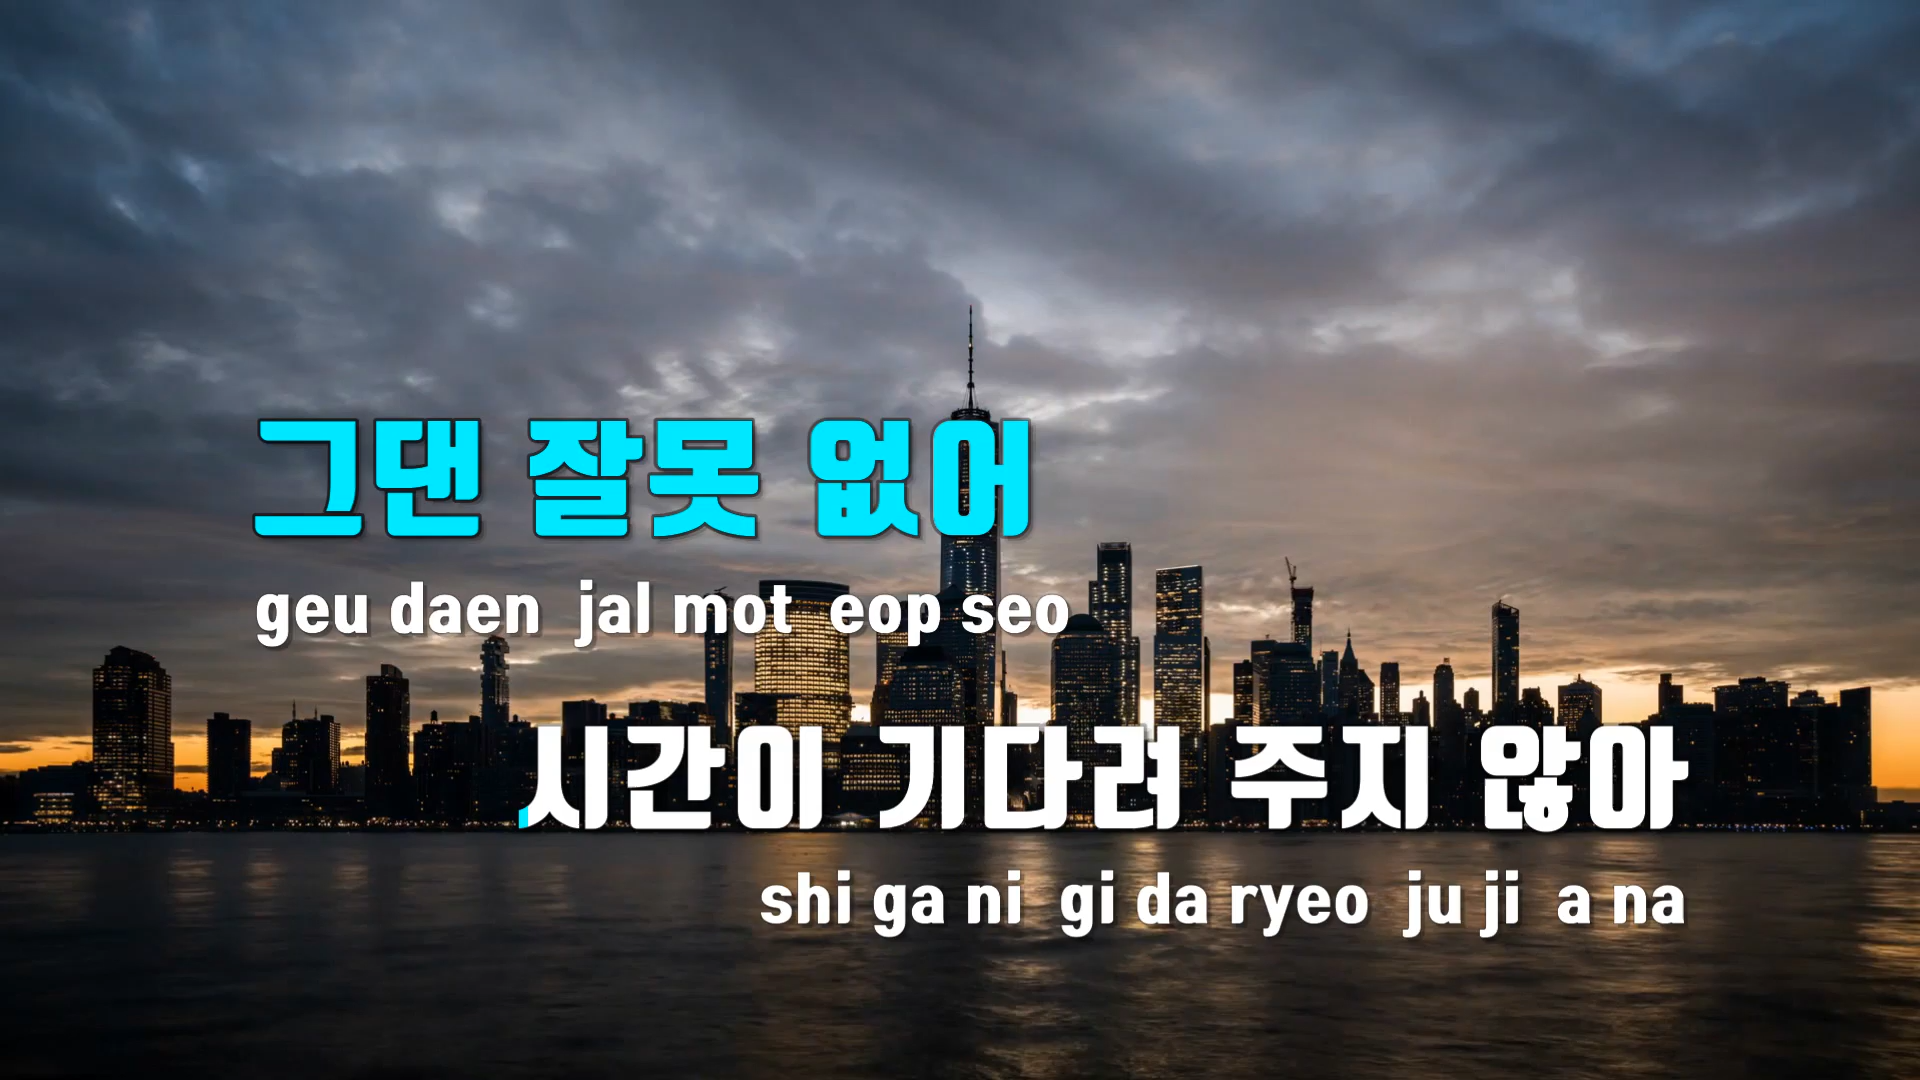 그댄 잘못 없어
geu daen jal mot eop seo
시간이 기다려 주지 않아
shi ga ni gi da ryeo ju ji a na